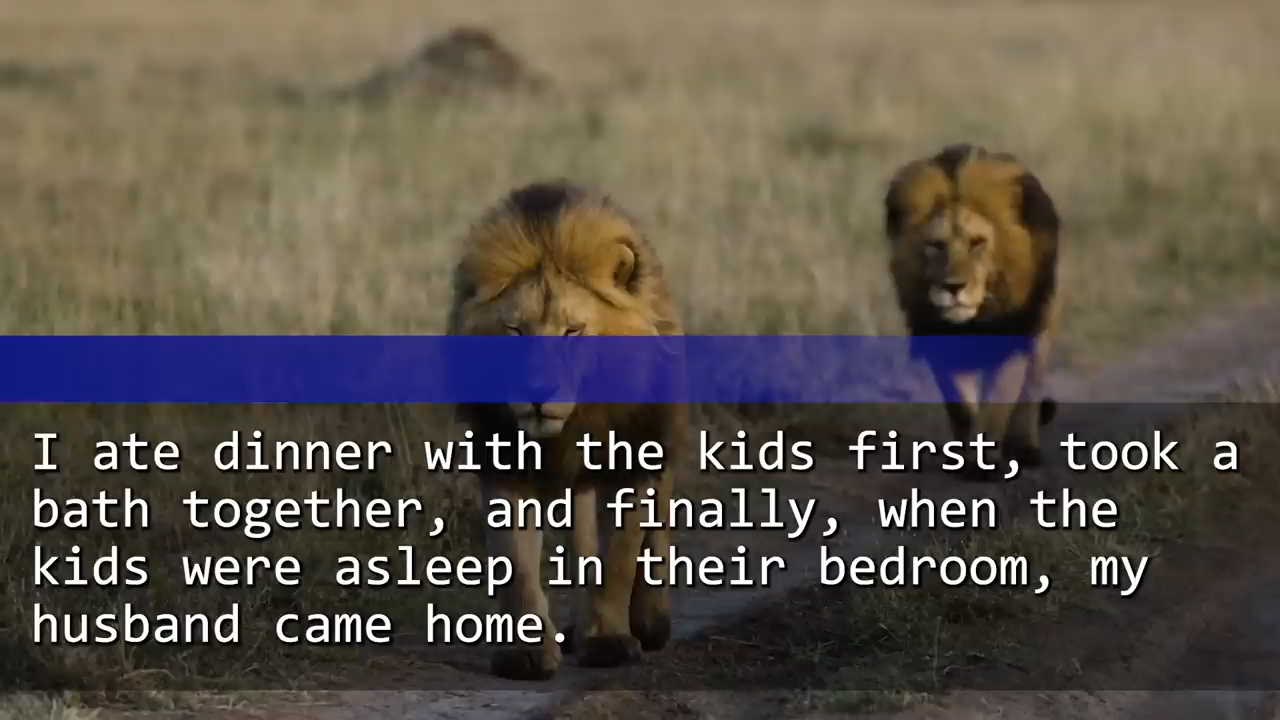 I ate dinner with the kids first, took a
bath together, and finally, when the
kids were asleep in their bedroom, my
husband came home.